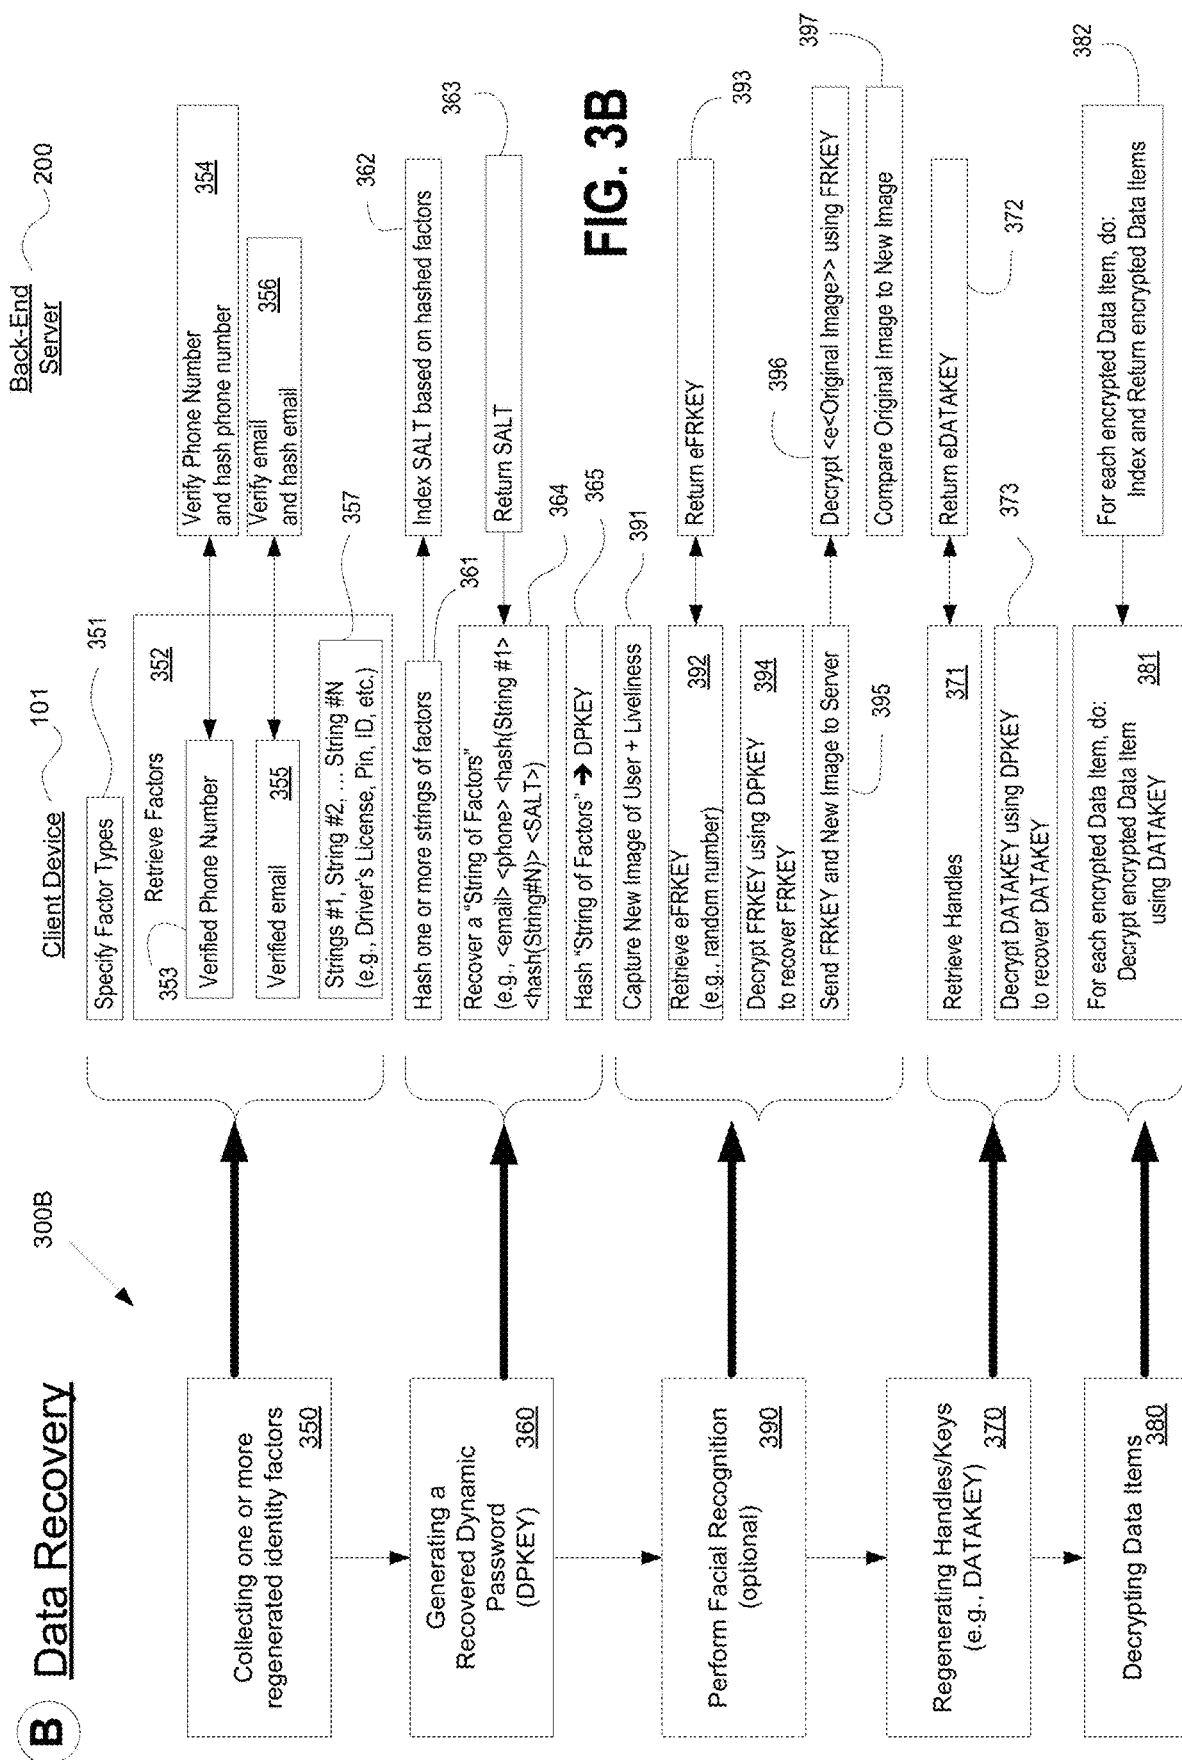 B Data Recovery
300B
Collecting one or more
regenerated identity factors
350
Generating a
Recovered Dynamic
Password
(DPKEY)
360
Perform Facial Recognition
(optional)
390
Regenerating Handles/Keys
(e.g., DATAKEY)
370
Decrypting Data Items
380
Client Device
101
Back-End
Server
200
Specify Factor Types
351
Retrieve Factors
352
353
Verified Phone Number
Verify Phone Number
and hash phone number
354
Verified email
355
Verify email
and hash email
356
Strings #1, String #2, ... String #N
(e.g., Driver's License, Pin, ID, etc.)
357
Hash one or more strings of factors
361
Index SALT based on hashed factors
362
Recover a “String of Factors”
(e.g., <email> <phone> <hash(String #1>
<hash(String#N)> <SALT>)
364
Return SALT
363
Hash “String of Factors” ➔ DPKEY
365
Capture New Image of User + Liveliness
391
Retrieve eFRKEY
(e.g., random number)
392
Return eFRKEY
393
Decrypt FRKEY using DPKEY
to recover FRKEY
394
Send FRKEY and New Image to Server
395
Decrypt <e<Original Image>> using FRKEY
396
Compare Original Image to New Image
397
Retrieve Handles
371
Return eDATAKEY
372
Decrypt DATAKEY using DPKEY
to recover DATAKEY
373
For each encrypted Data Item, do:
Decrypt encrypted Data Item
using DATAKEY
381
For each encrypted Data Item, do:
Index and Return encrypted Data Items
382
FIG. 3B